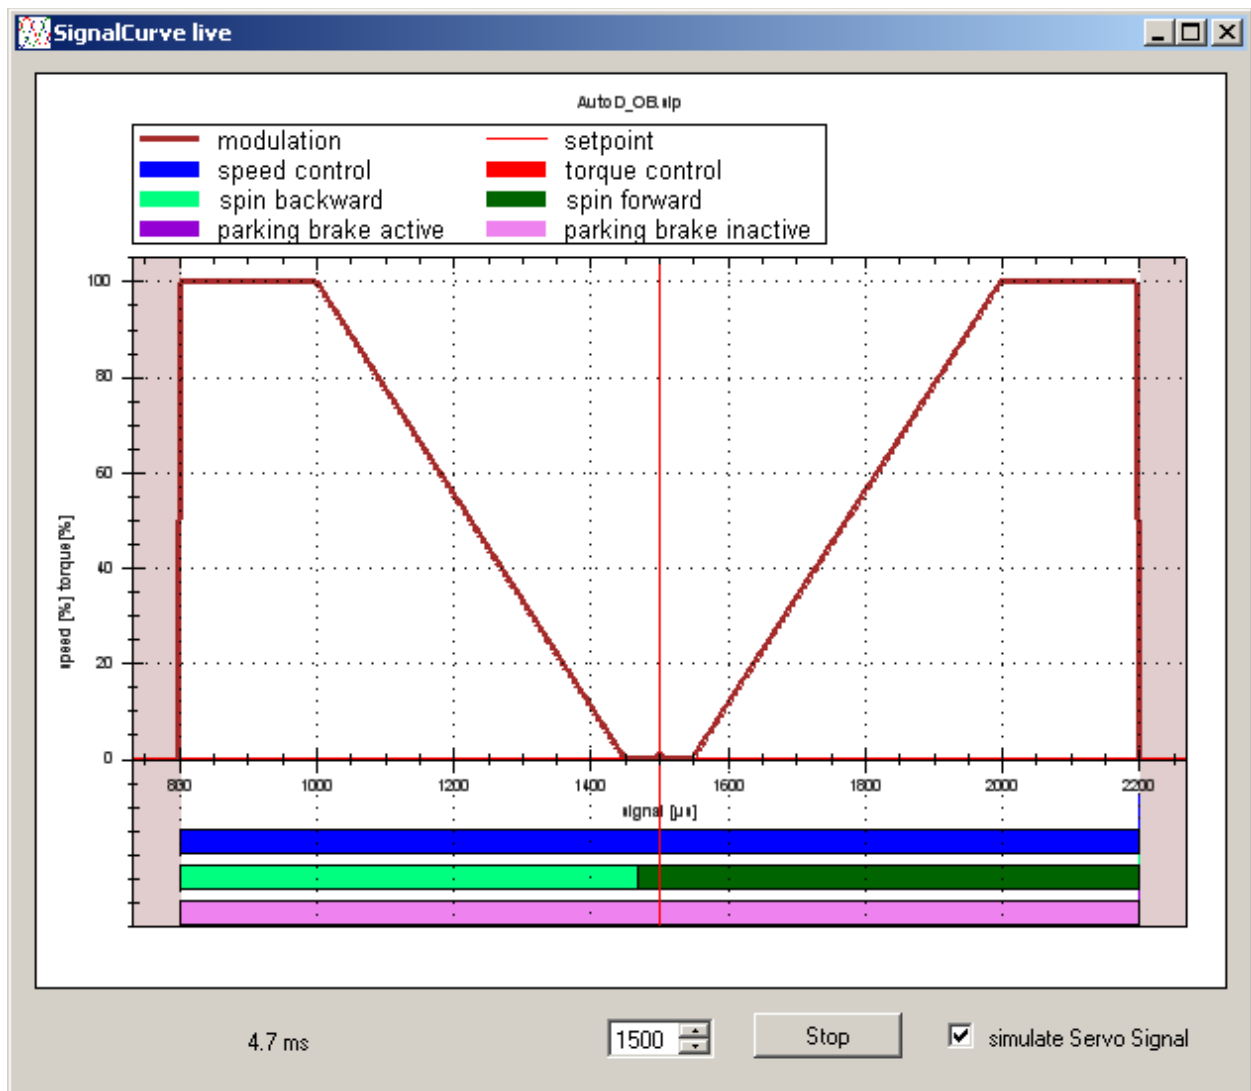 SignalCurve live
AutoD_OB.slp
modulation setpoint
speed control torque control
spin backward spin forward
parking brake active parking brake inactive
100
80
60
40
20
0
speed [%] torque[%]
800 1000 1200 1400 1600 1800 2000 2200
signal [µs]
4.7 ms 1500 Stop simulate Servo Signal